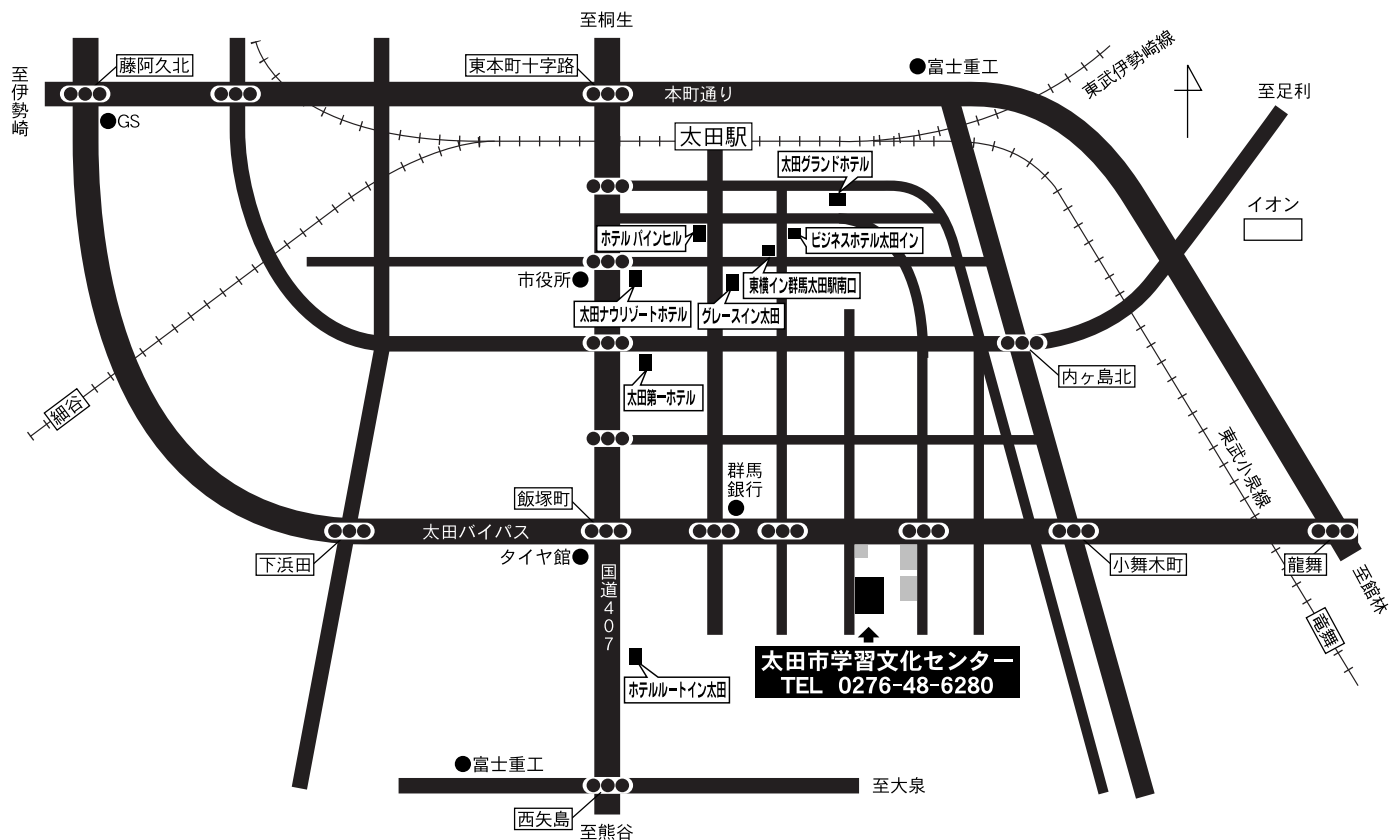 至桐生
藤阿久北
東本町十字路
富士重工
東武伊勢崎線
至伊勢崎
本町通り
至足利
GS
太田駅
太田グランドホテル
イオン
ホテル パインヒル
ビジネスホテル太田イン
市役所
東横イン群馬太田駅南口
太田ナウリゾートホテル
グレースイン太田
内ヶ島北
太田第一ホテル
細谷
東武小泉線
群馬
銀行
飯塚町
太田バイパス
タイヤ館
下浜田
国道407
小舞木町
龍舞
至館林
竜舞
太田市学習文化センター
TEL 0276-48-6280
ホテルルートイン太田
富士重工
至大泉
西矢島
至熊谷